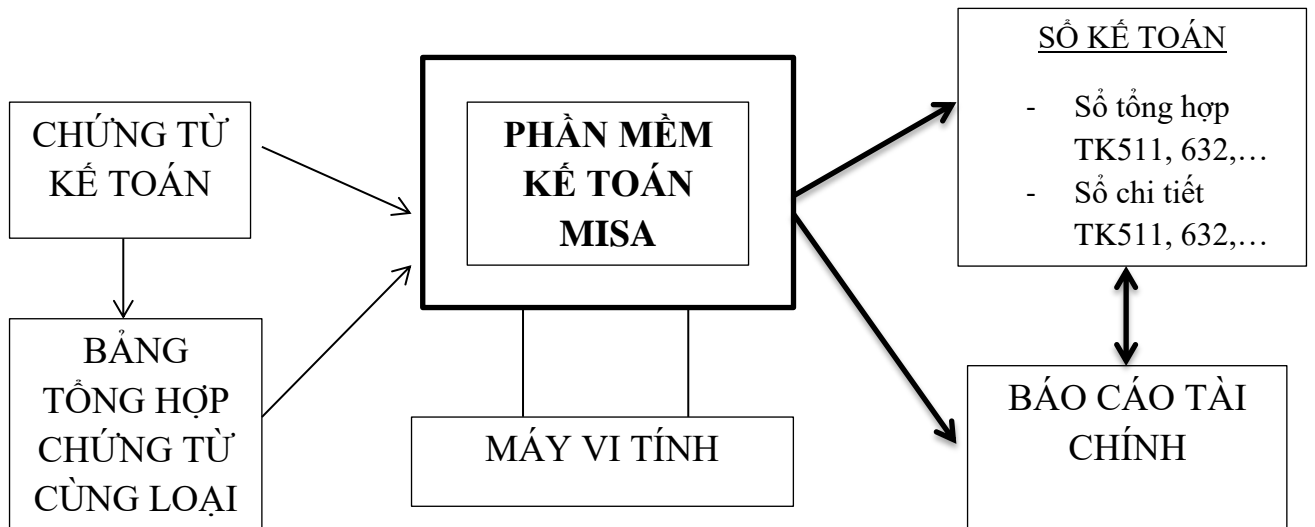 CHỨNG TỪ
KẾ TOÁN
BẢNG
TỔNG HỢP
CHỨNG TỪ
CÙNG LOẠI
PHẦN MỀM
KẾ TOÁN
MISA
MÁY VI TÍNH
SỔ KẾ TOÁN
- Sổ tổng hợp
TK511, 632,…
- Sổ chi tiết
TK511, 632,…
BÁO CÁO TÀI
CHÍNH